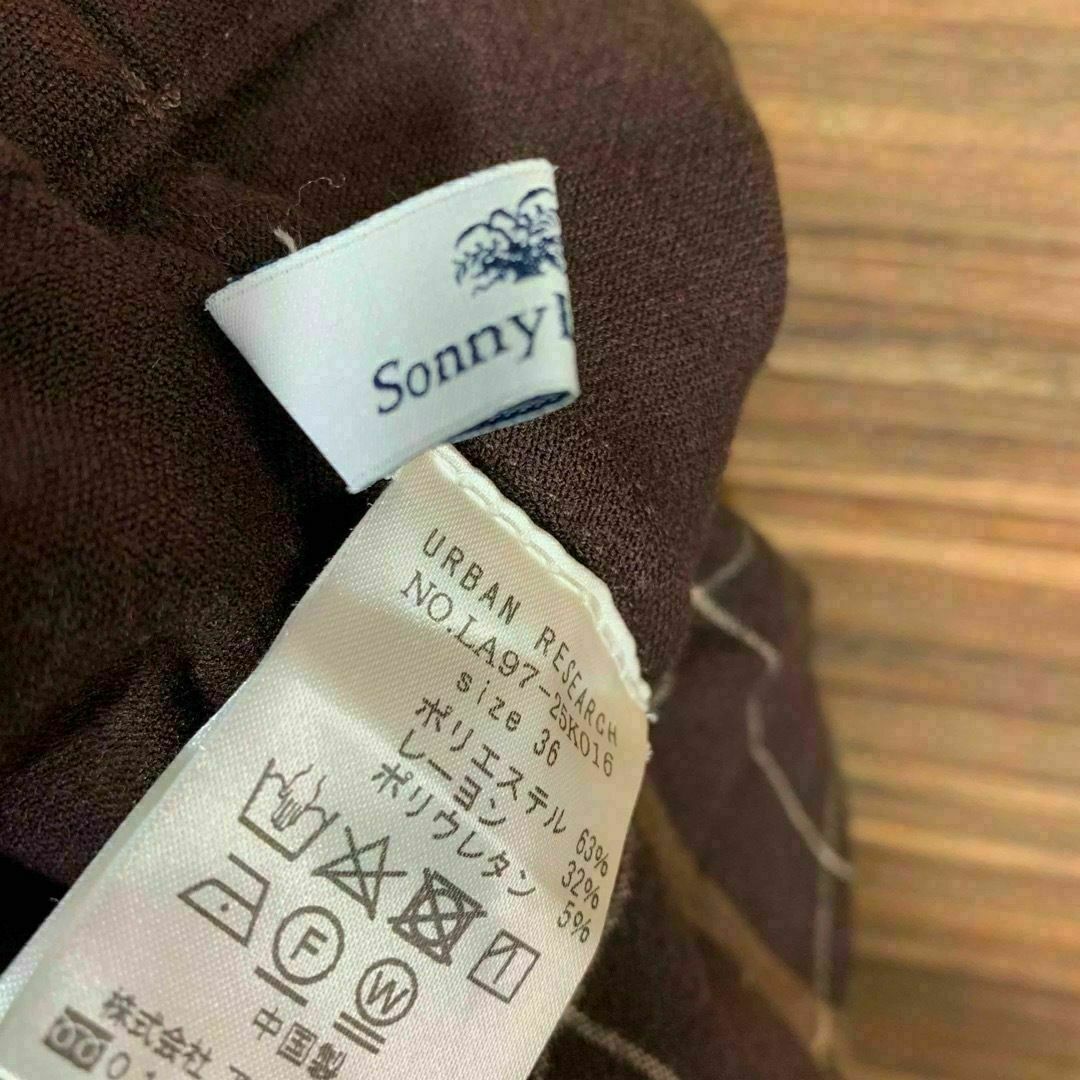 Sonny
URBAN RESEARCH
NO.LA97-25K016
size 36
ポリエステル 63%
レーヨン 32%
ポリウレタン 5%
F
W
中国製
株式会社